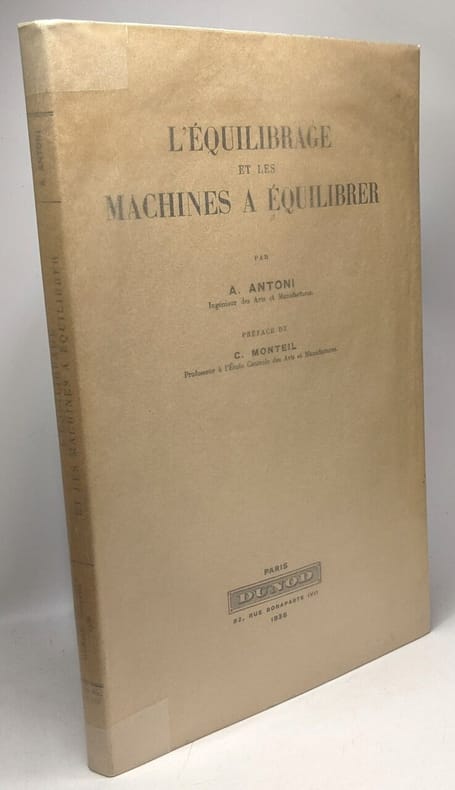 L'ÉQUILIBRAGE
ET LES
MACHINES A ÉQUILIBRER
PAR
A. ANTONI
Ingénieur des Arts et Manufactures.
PRÉFACE DE
C. MONTEIL
Professeur à l'École Centrale des Arts et Manufactures.
PARIS
DUNOD
92, RUE BONAPARTE (VI)
1936
A. ANTONI
ET LES MACHINES A ÉQUILIBRER